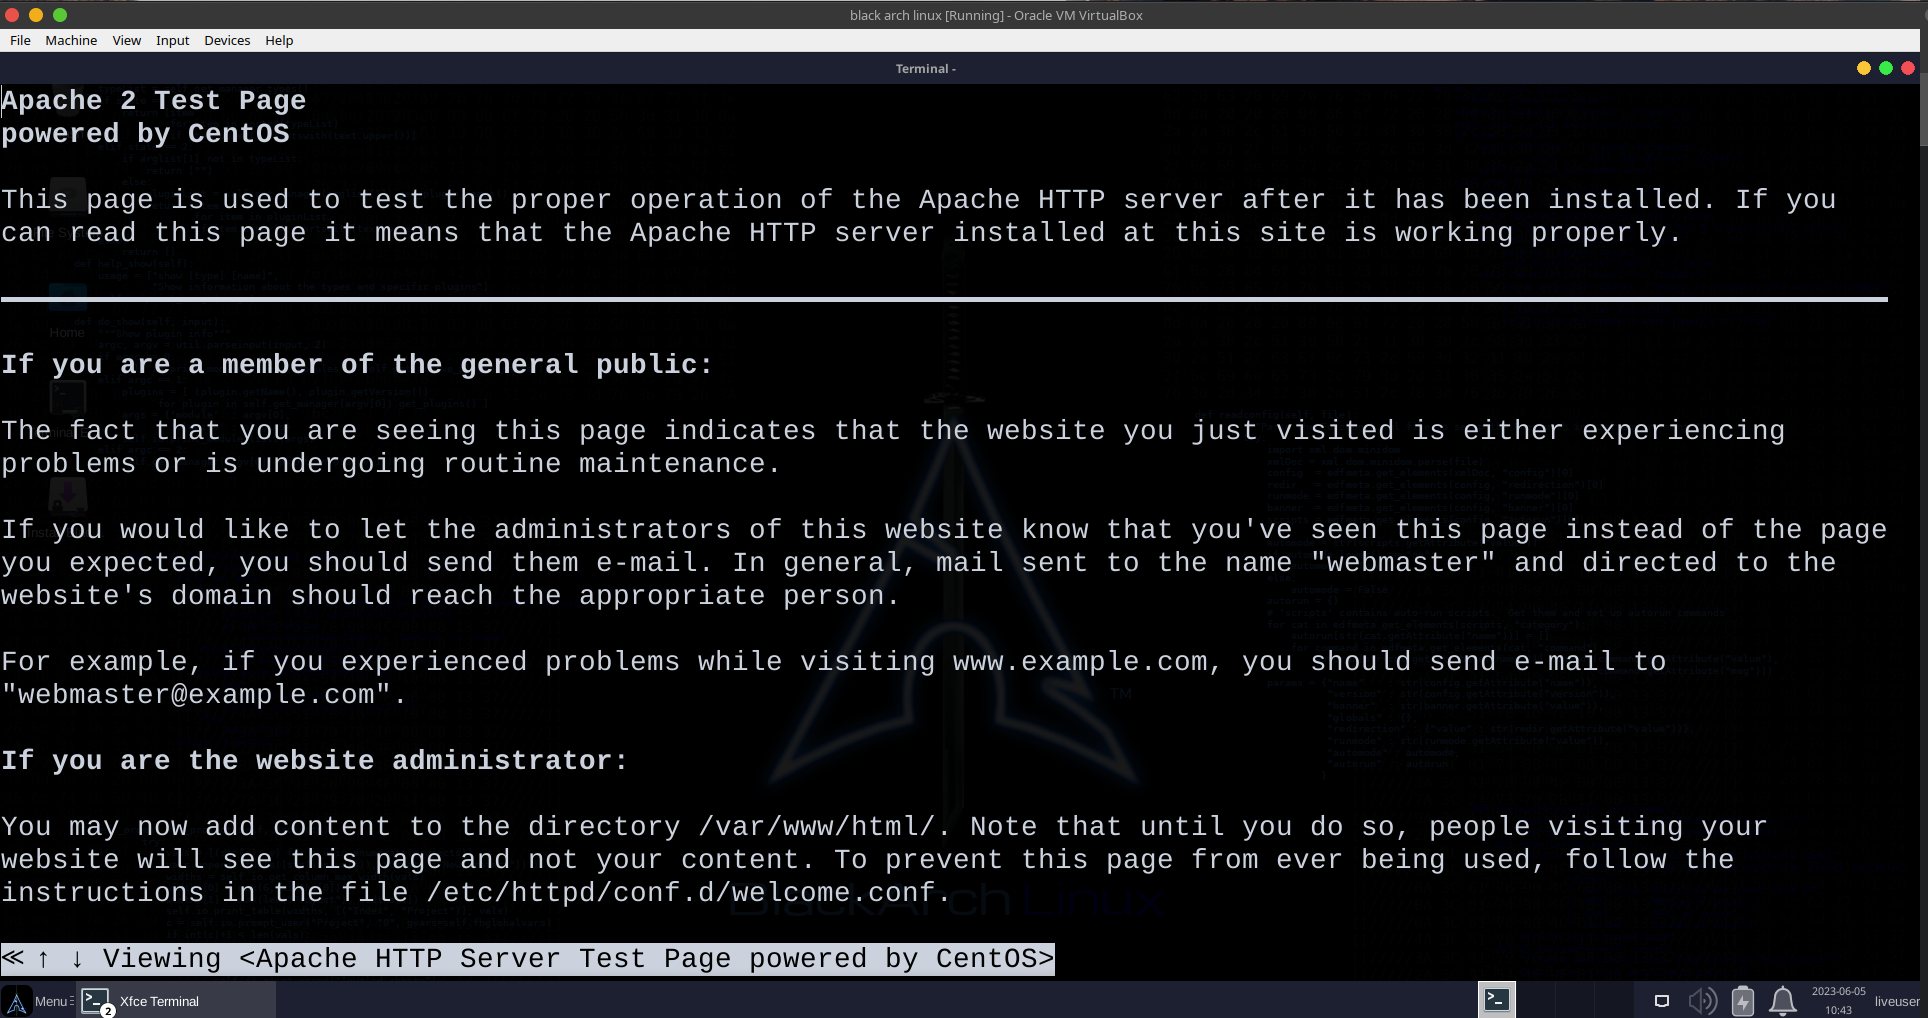 black arch linux [Running] - Oracle VM VirtualBox
File Machine View Input Devices Help
Terminal -
Apache 2 Test Page
powered by CentOS
This page is used to test the proper operation of the Apache HTTP server after it has been installed. If you
can read this page it means that the Apache HTTP server installed at this site is working properly.
If you are a member of the general public:
The fact that you are seeing this page indicates that the website you just visited is either experiencing
problems or is undergoing routine maintenance.
If you would like to let the administrators of this website know that you've seen this page instead of the page
you expected, you should send them e-mail. In general, mail sent to the name "webmaster" and directed to the
website's domain should reach the appropriate person.
For example, if you experienced problems while visiting www.example.com, you should send e-mail to
"webmaster@example.com".
If you are the website administrator:
You may now add content to the directory /var/www/html/. Note that until you do so, people visiting your
website will see this page and not your content. To prevent this page from ever being used, follow the
instructions in the file /etc/httpd/conf.d/welcome.conf.
≪ ↑ ↓ Viewing <Apache HTTP Server Test Page powered by CentOS>
Home
TM
BlackArch Linux
Menu
2
Xfce Terminal
2023-06-05
10:43
liveuser